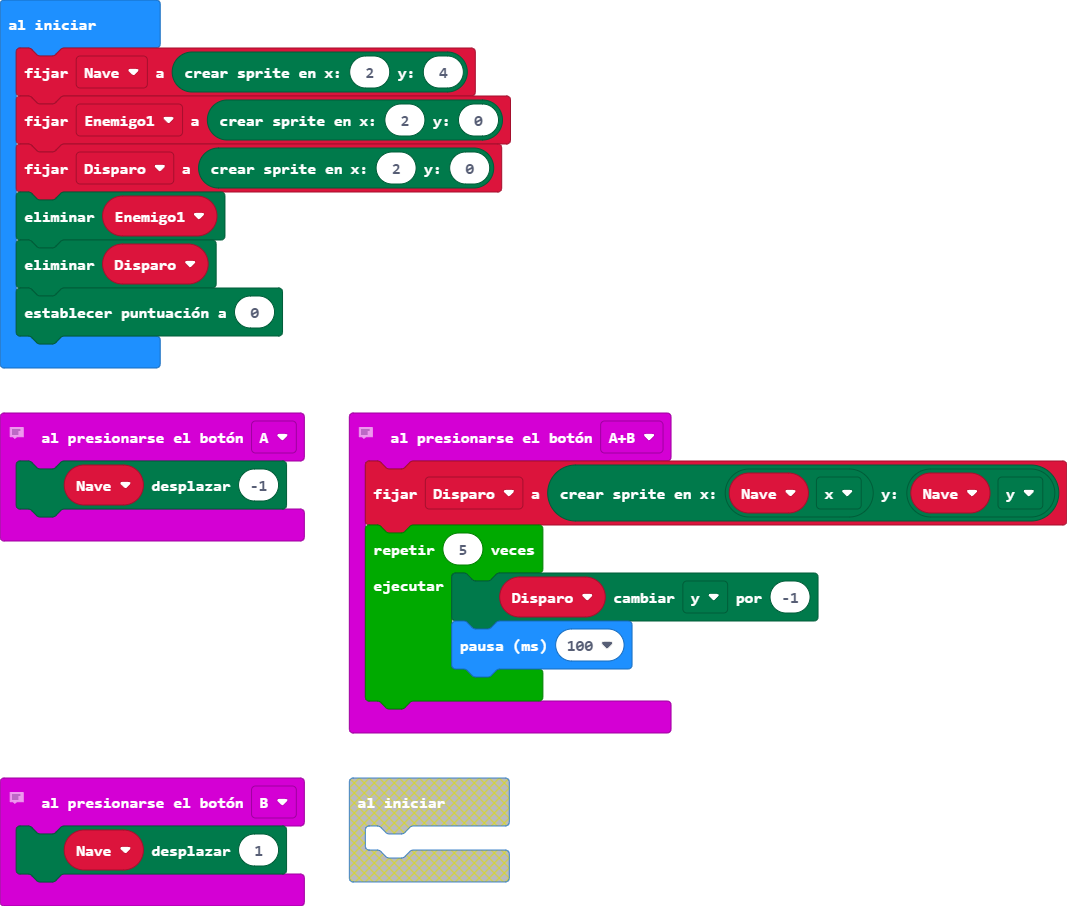 al iniciar
fijar Nave a crear sprite en x: 2 y: 4
fijar Enemigo1 a crear sprite en x: 2 y: 0
fijar Disparo a crear sprite en x: 2 y: 0
eliminar Enemigo1
eliminar Disparo
establecer puntuación a 0
al presionarse el botón A
Nave desplazar -1
al presionarse el botón A+B
fijar Disparo a crear sprite en x: Nave x y: Nave y
repetir 5 veces
ejecutar
Disparo cambiar y por -1
pausa (ms) 100
al presionarse el botón B
Nave desplazar 1
al iniciar